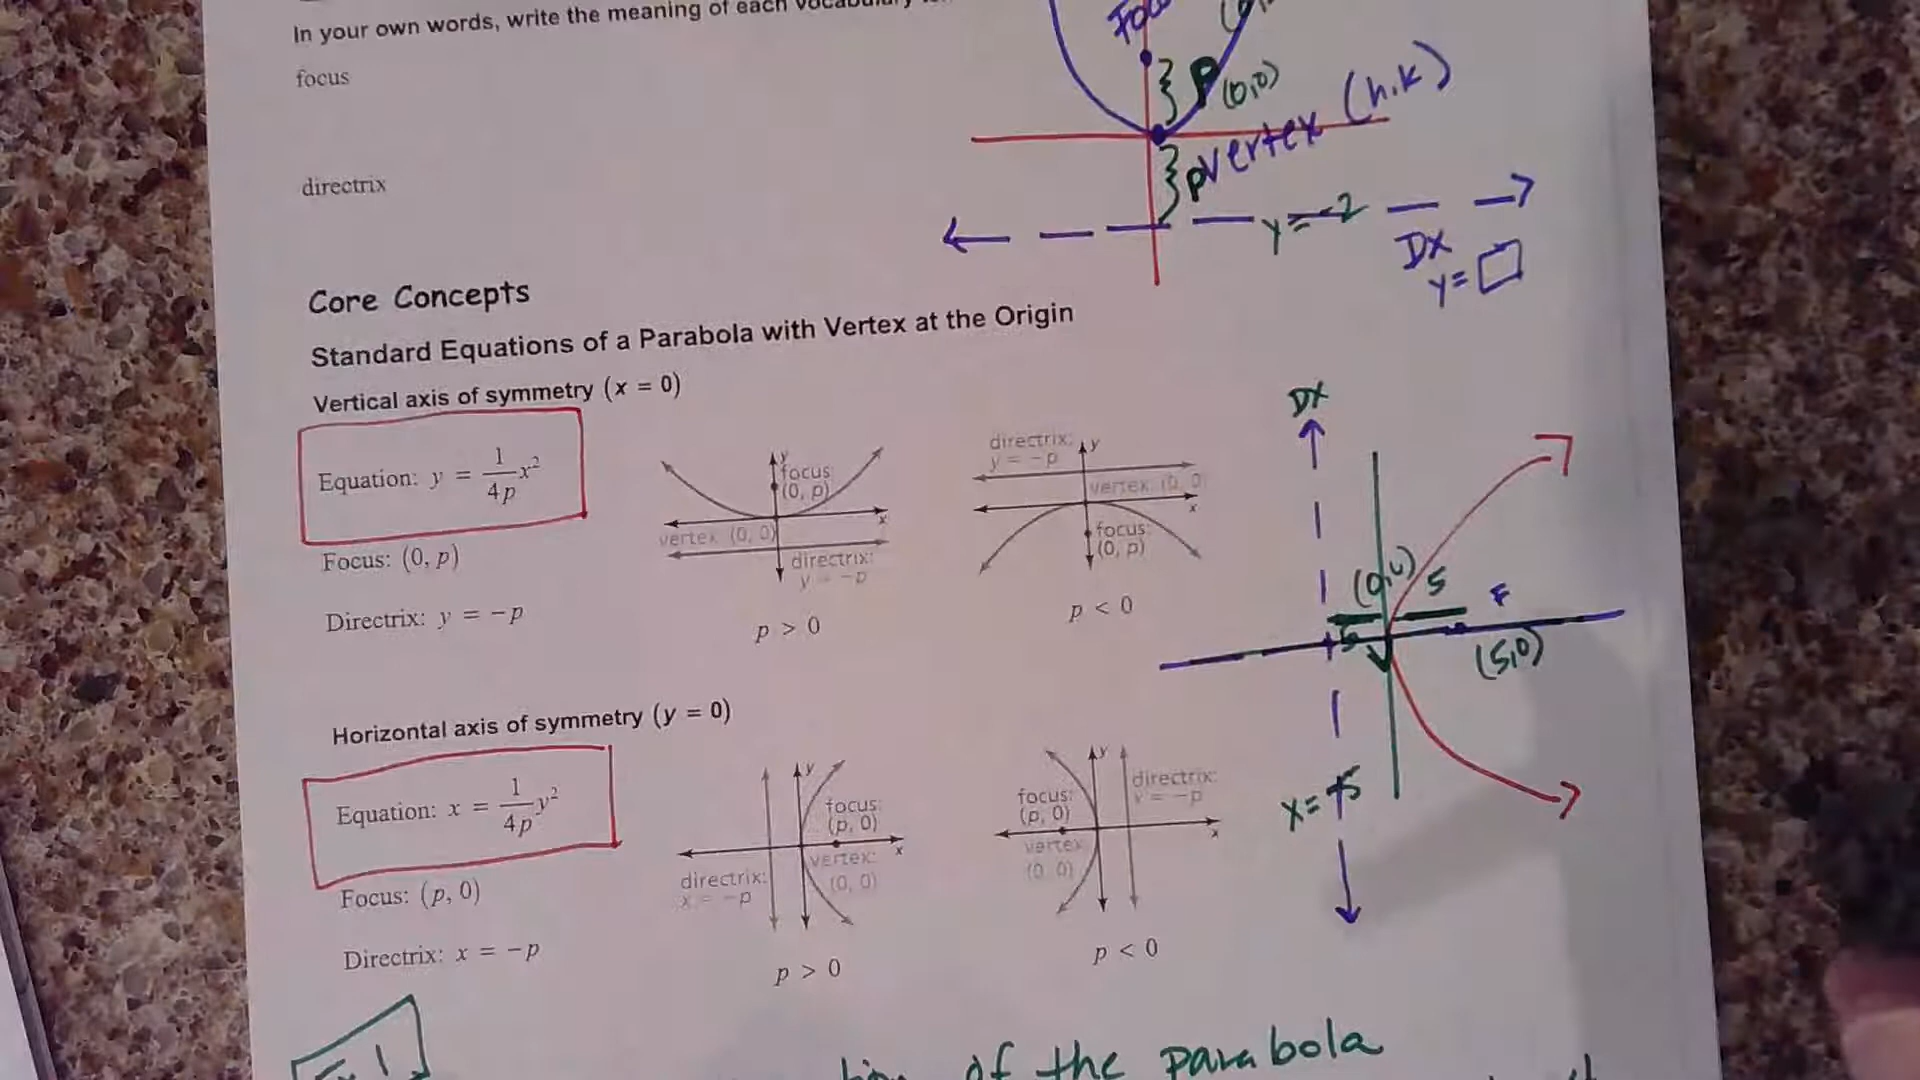 In your own words, write the meaning of each vocabulary
focus
P (0,0)
vertex (h,k)
p
directrix
y=-2
DX
y=
Core Concepts
Standard Equations of a Parabola with Vertex at the Origin
Vertical axis of symmetry (x = 0)
Equation: y = 1/4p x²
Focus: (0, p)
Directrix: y = −p
y
focus:
(0, p)
x
vertex: (0, 0)
directrix:
y = −p
p > 0
directrix:
y = −p
y
vertex: (0, 0)
x
focus:
(0, p)
p < 0
DX
5
F
5
(5,0)
Horizontal axis of symmetry (y = 0)
Equation: x = 1/4p y²
Focus: (p, 0)
Directrix: x = −p
y
focus:
(p, 0)
x
vertex:
(0, 0)
directrix:
x = −p
p > 0
y
directrix:
x = −p
focus:
(p, 0)
x
vertex:
(0, 0)
p < 0
of the parabola